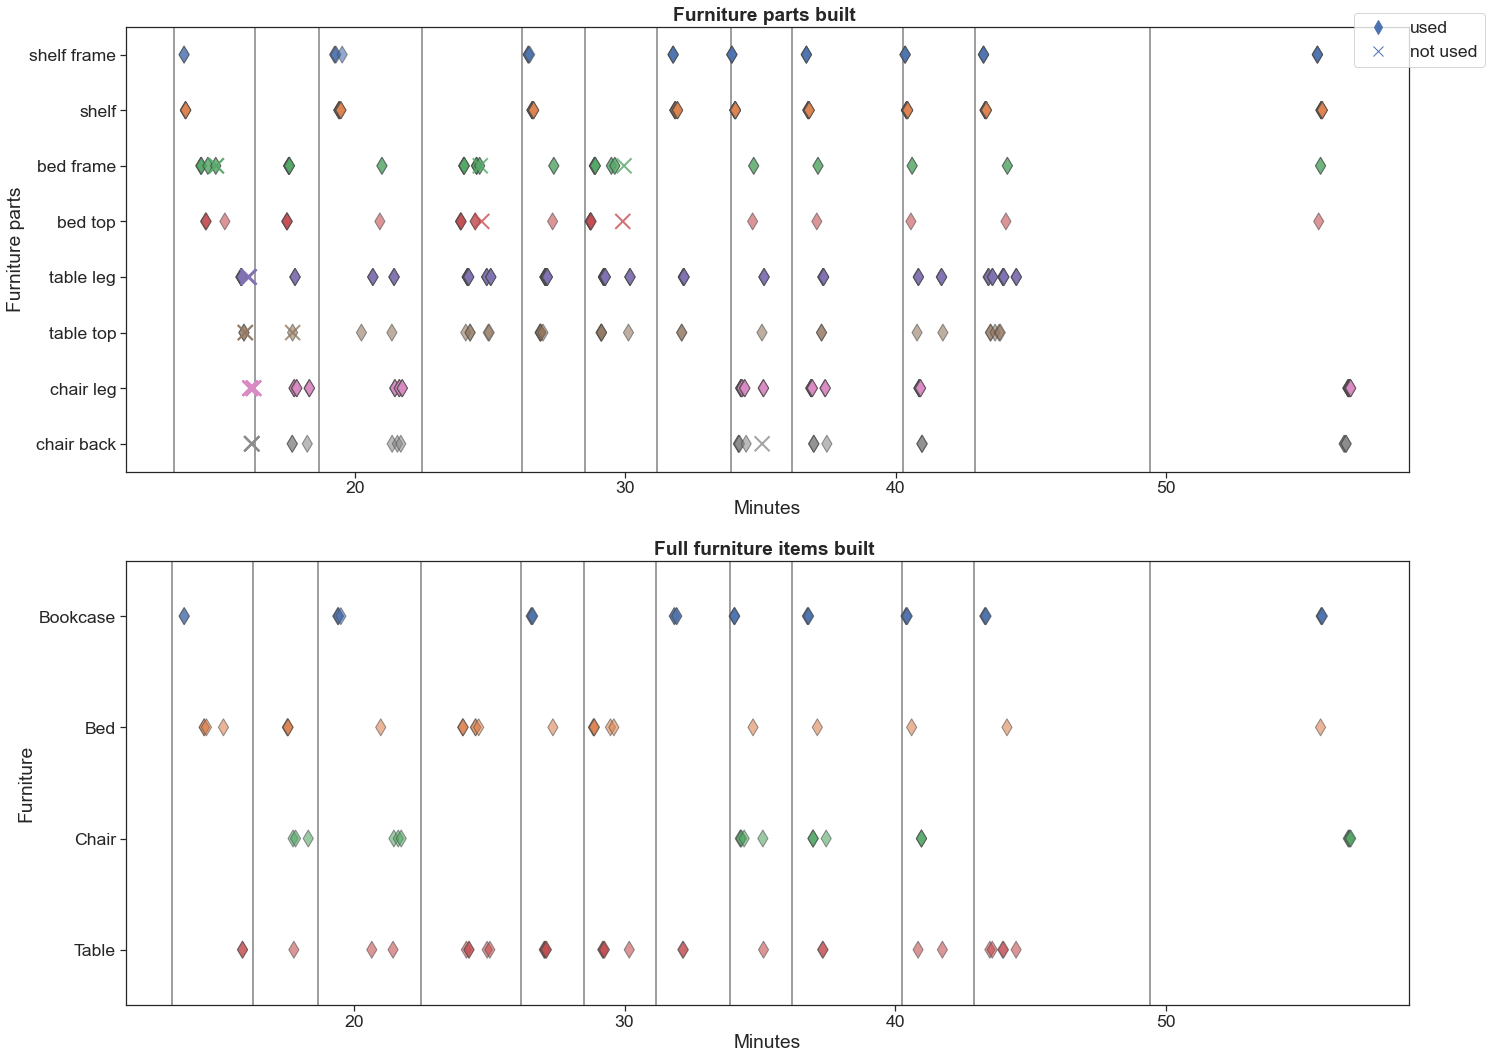 Furniture parts built
used
not used
shelf frame
shelf
bed frame
bed top
table leg
table top
chair leg
chair back
Furniture parts
20 30 40 50
Minutes
Full furniture items built
Bookcase
Bed
Chair
Table
Furniture
20 30 40 50
Minutes